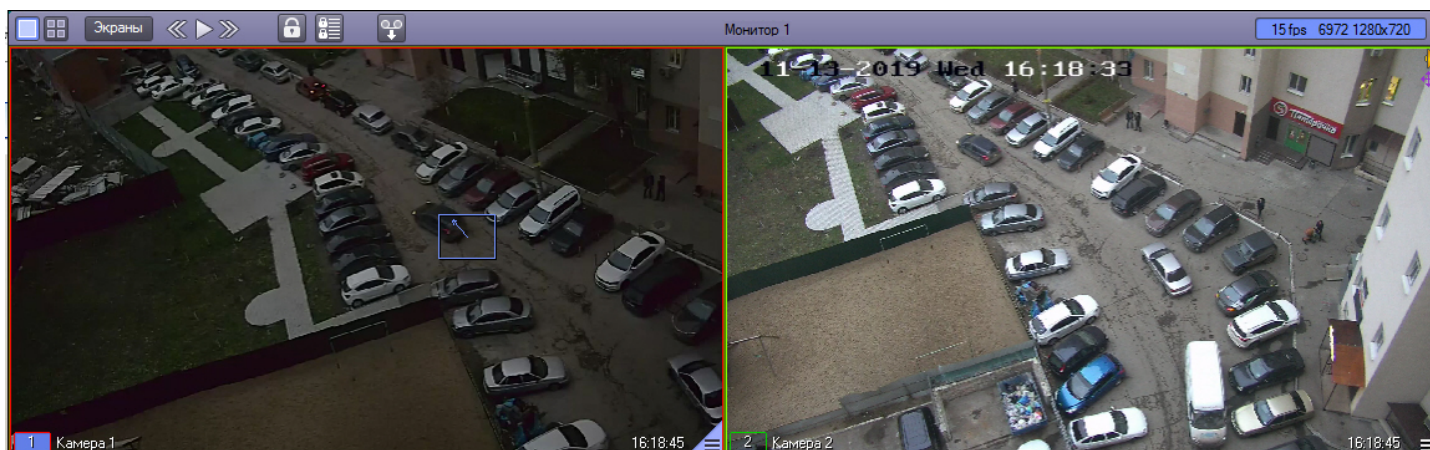 Экраны
Монитор 1
15 fps 6972 1280x720
11-13-2019 Wed 16:18:33
Пятёрочка
1 Камера 1 16:18:45
2 Камера 2 16:18:45